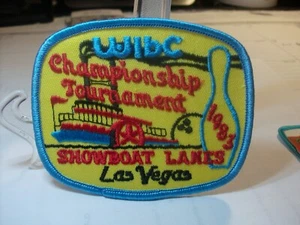 WIBC
Championship
Tournament
1983
SHOWBOAT LANES
Las Vegas